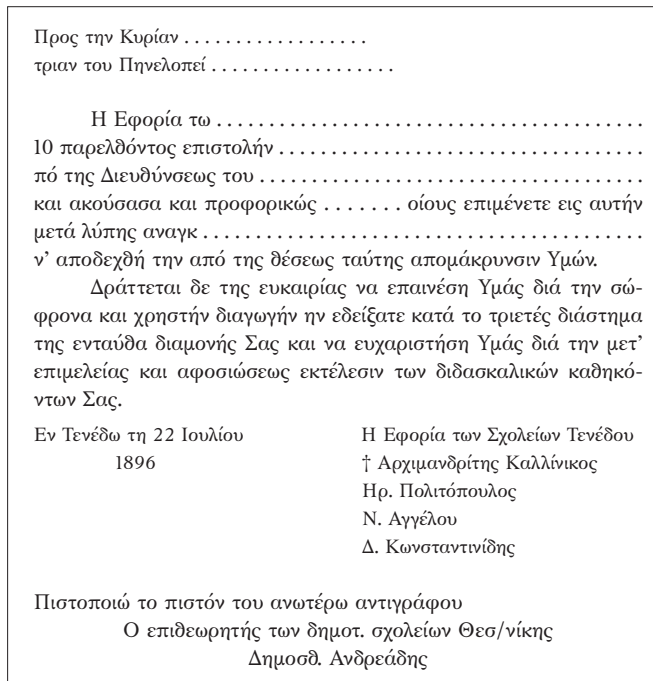 Προς την Κυρίαν . . . . . . . . . . . . . . . . . .
τριαν του Πηνελοπεί . . . . . . . . . . . . . . . . . .
Η Εφορία τω . . . . . . . . . . . . . . . . . . . . . . . . . . . . . . . . . . . . . . . . . .
10 παρελθόντος επιστολήν . . . . . . . . . . . . . . . . . . . . . . . . . . . . . . . . . . . .
πό της Διευθύνσεως του . . . . . . . . . . . . . . . . . . . . . . . . . . . . . . . . . . . . . .
και ακούσασα και προφορικώς . . . . . . . οίους επιμένετε εις αυτήν
μετά λύπης αναγκ . . . . . . . . . . . . . . . . . . . . . . . . . . . . . . . . . . . . . . . . . . .
ν’ αποδεχθή την από της θέσεως ταύτης απομάκρυνσιν Υμών.
Δράττεται δε της ευκαιρίας να επαινέση Υμάς διά την σώ-
φρονα και χρηστήν διαγωγήν ην εδείξατε κατά το τριετές διάστημα
της ενταύθα διαμονής Σας και να ευχαριστήση Υμάς διά την μετ’
επιμελείας και αφοσιώσεως εκτέλεσιν των διδασκαλικών καθηκό-
ντων Σας.
Εν Τενέδω τη 22 Ιουλίου
1896
Η Εφορία των Σχολείων Τενέδου
† Αρχιμανδρίτης Καλλίνικος
Ηρ. Πολιτόπουλος
Ν. Αγγέλου
Δ. Κωνσταντινίδης
Πιστοποιώ το πιστόν του ανωτέρω αντιγράφου
Ο επιθεωρητής των δημοτ. σχολείων Θεσ/νίκης
Δημοσθ. Ανδρεάδης